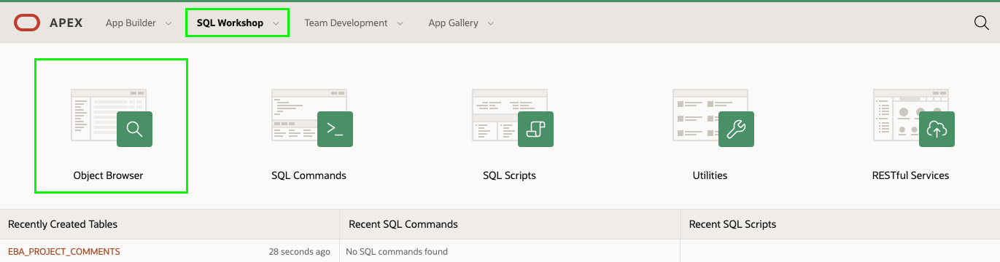 APEX App Builder SQL Workshop Team Development App Gallery
Object Browser SQL Commands SQL Scripts Utilities RESTful Services
Recently Created Tables Recent SQL Commands Recent SQL Scripts
EBA_PROJECT_COMMENTS 28 seconds ago No SQL commands found